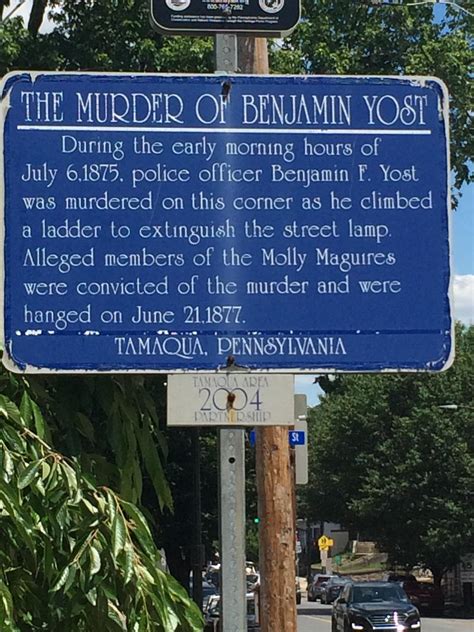 800-765-7282
THE MURDER OF BENJAMIN YOST
During the early morning hours of
July 6,1875, police officer Benjamin F. Yost
was murdered on this corner as he climbed
a ladder to extinguish the street lamp.
Alleged members of the Molly Maguires
were convicted of the murder and were
hanged on June 21,1877.
TAMAQUA, PENNSYLVANIA
TAMAQUA AREA
2004
PARTNERSHIP
St